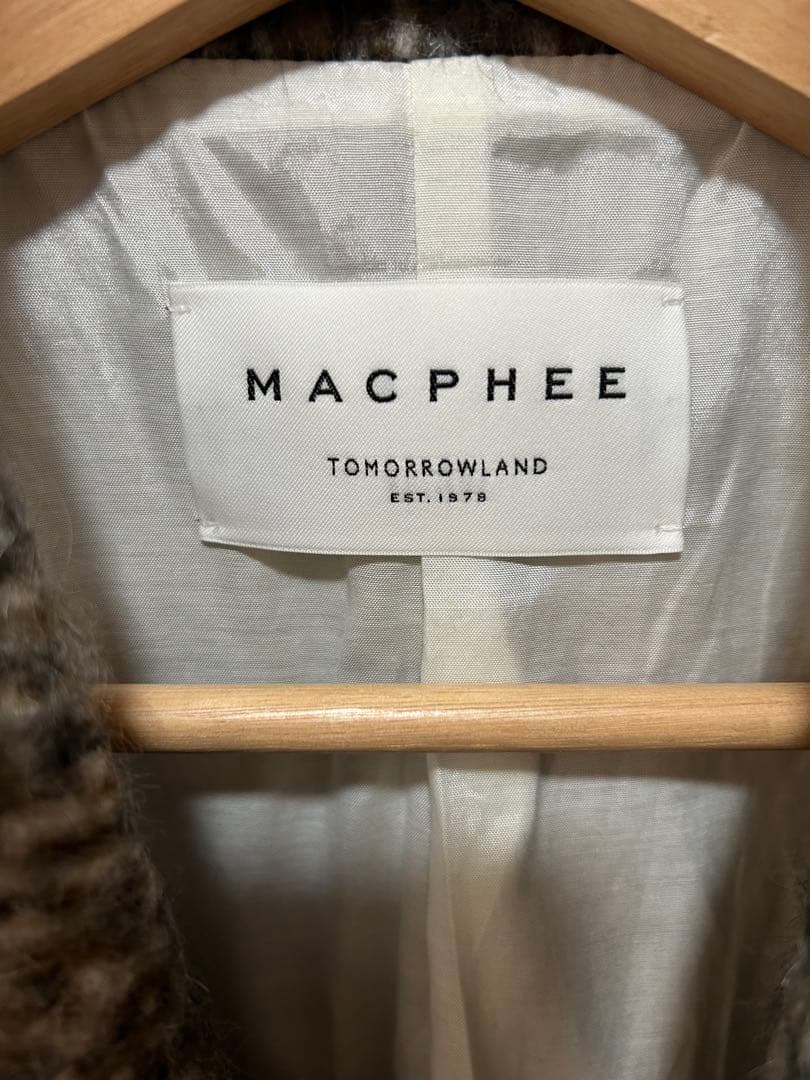 MACPHEE
TOMORROWLAND
EST. 1978